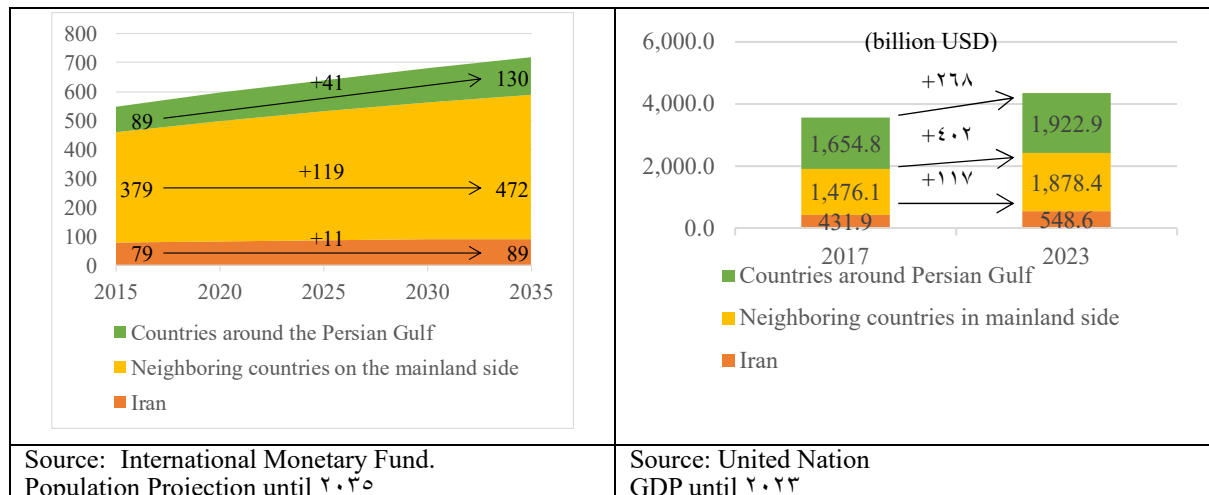 800
700
600
500
400
300
200
100
0
+41
130
89
+119
379
472
+11
79
89
2015 2020 2025 2030 2035
Countries around the Persian Gulf
Neighboring countries on the mainland side
Iran
(billion USD)
6,000.0
4,000.0
2,000.0
0.0
+٢٦٨
+٤٠٢
+١١٧
1,654.8
1,476.1
431.9
1,922.9
1,878.4
548.6
2017 2023
Countries around Persian Gulf
Neighboring countries in mainland side
Iran
Source: International Monetary Fund.
Population Projection until ٢٠٣٥
Source: United Nation
GDP until ٢٠٢٣